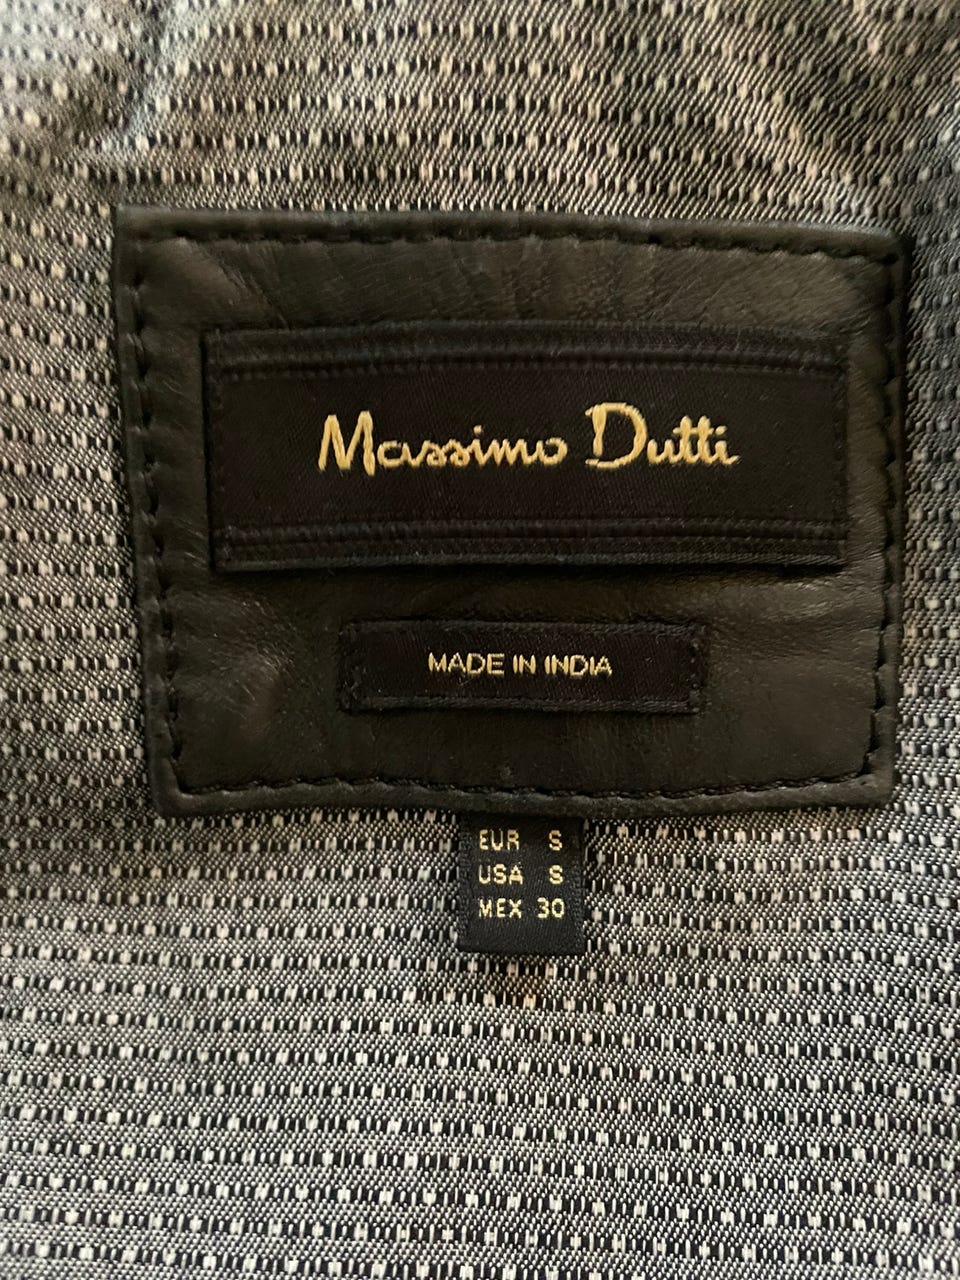 Massimo Dutti
MADE IN INDIA
EUR S
USA S
MEX 30